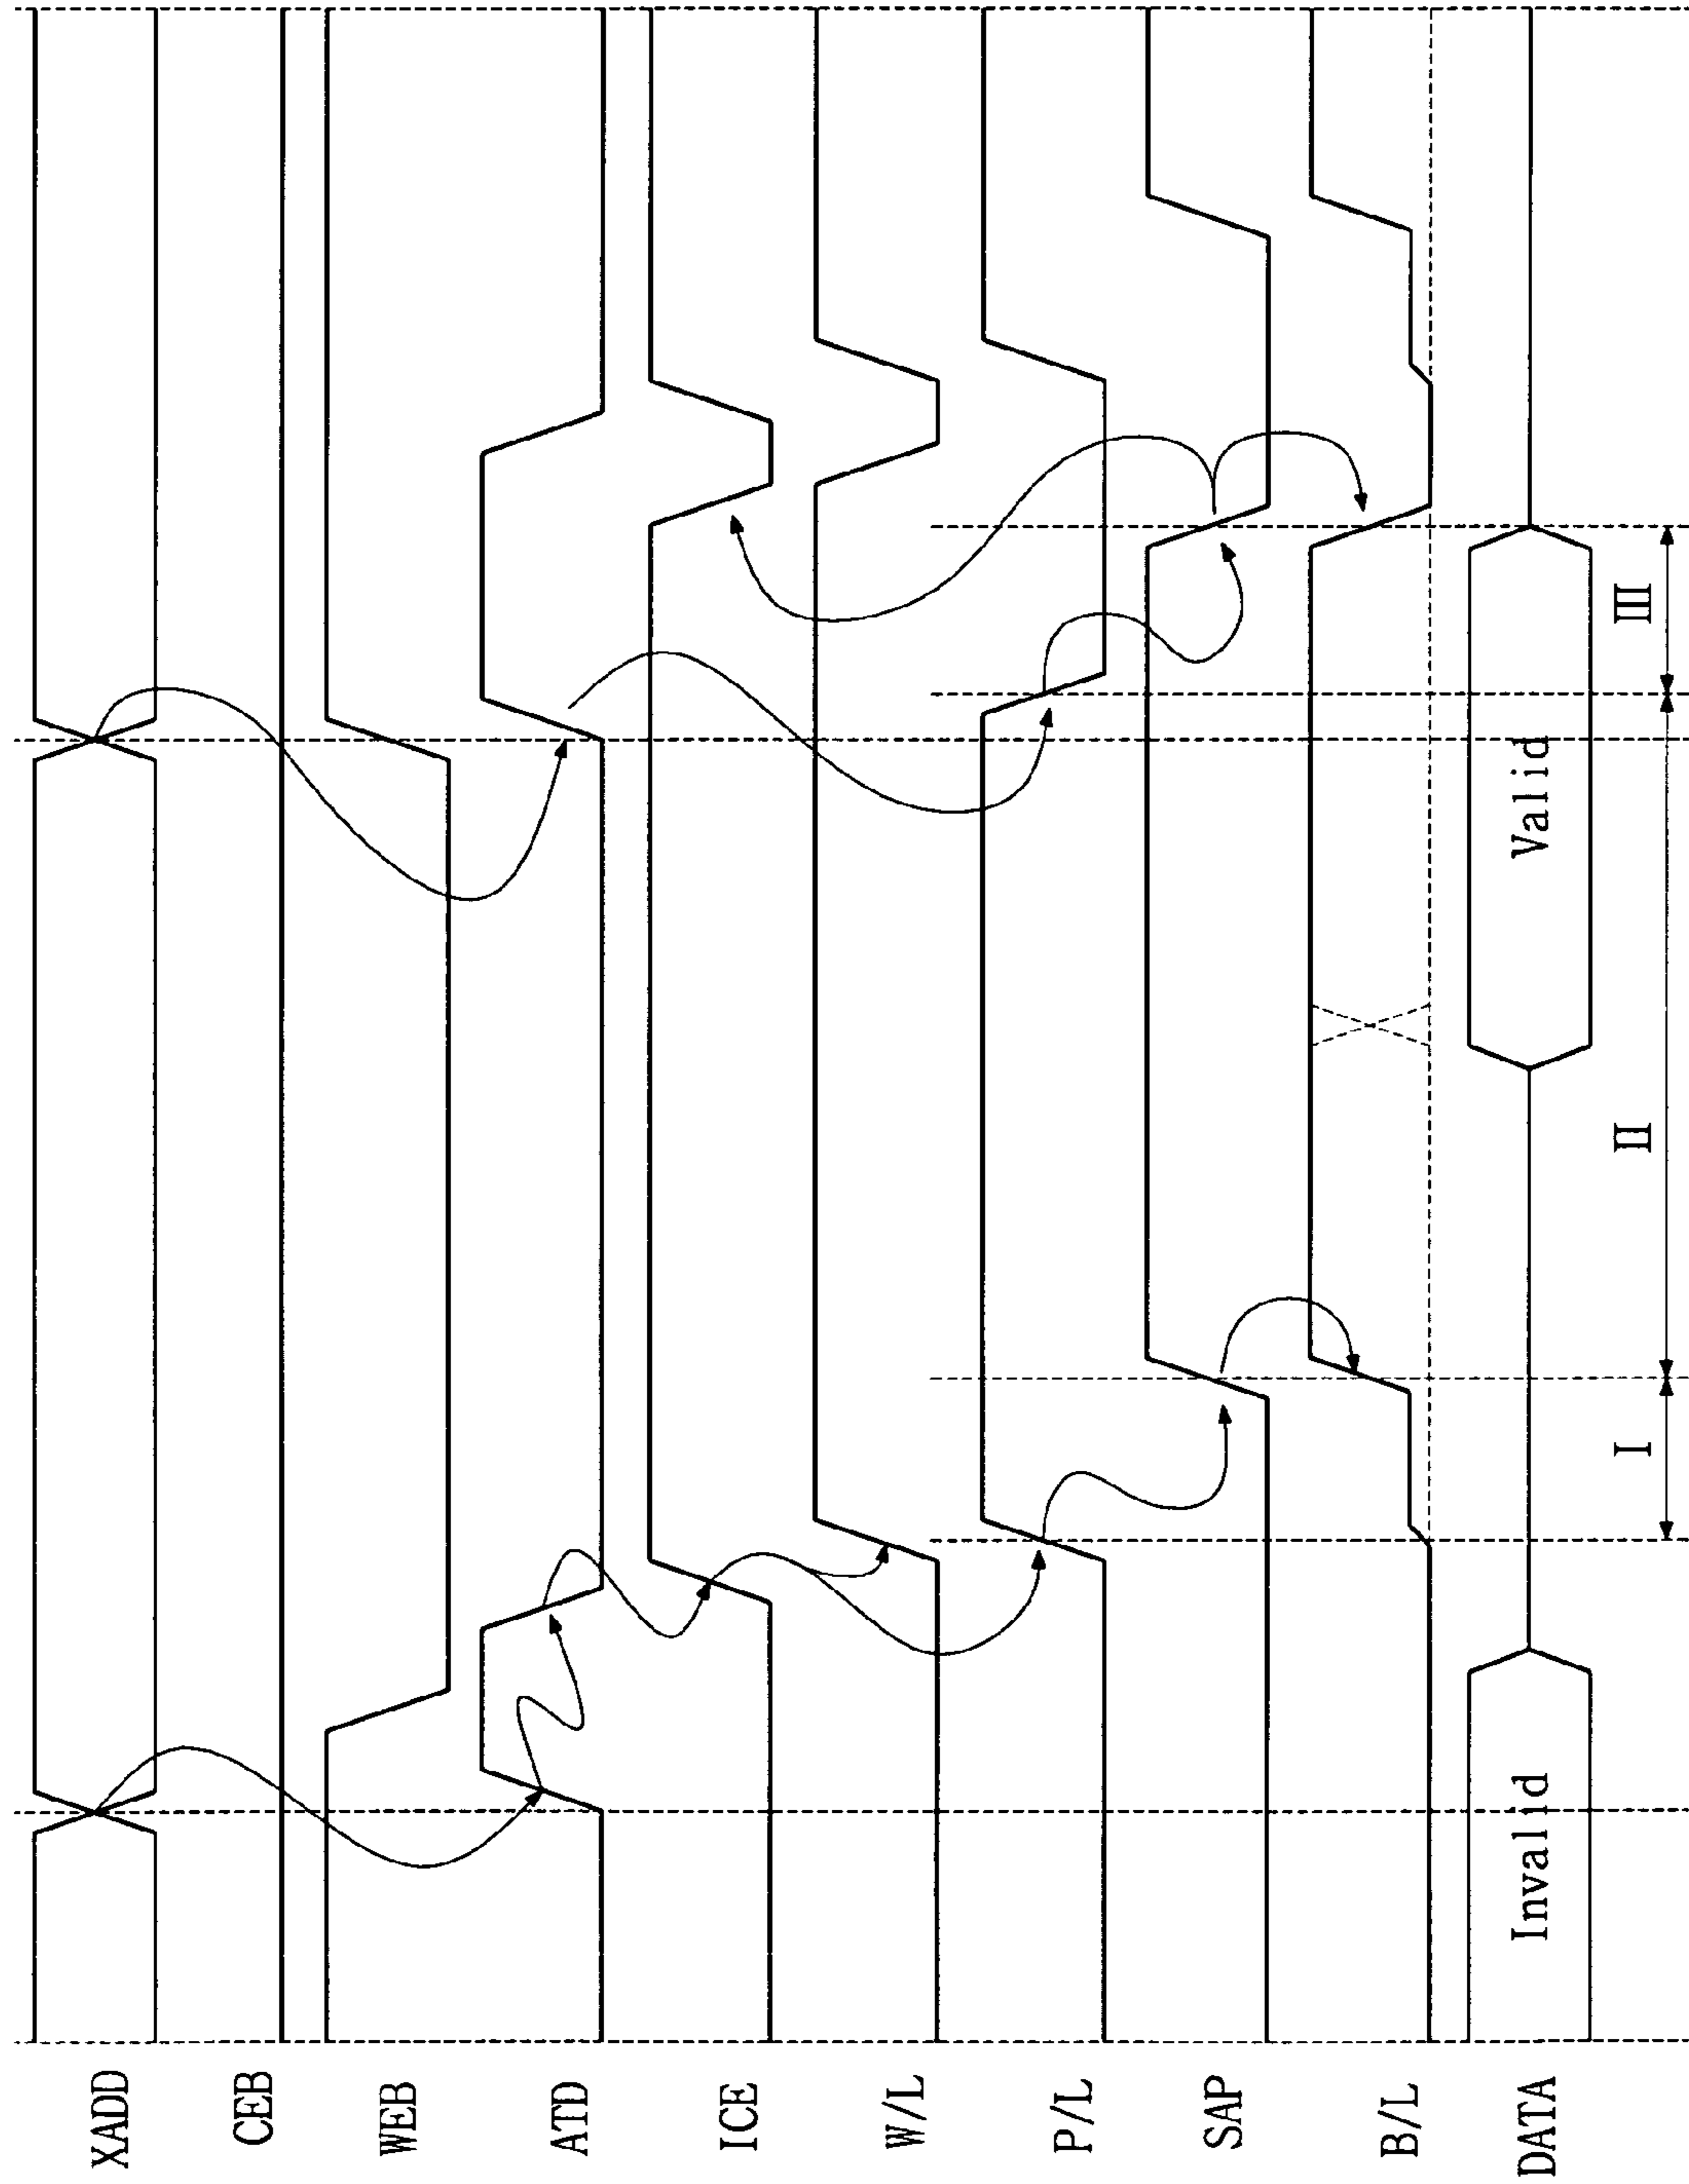 XADD
CEB
WEB
ATD
ICE
W/L
P/L
SAP
B/L
DATA
Invalid
Valid
I
II
III